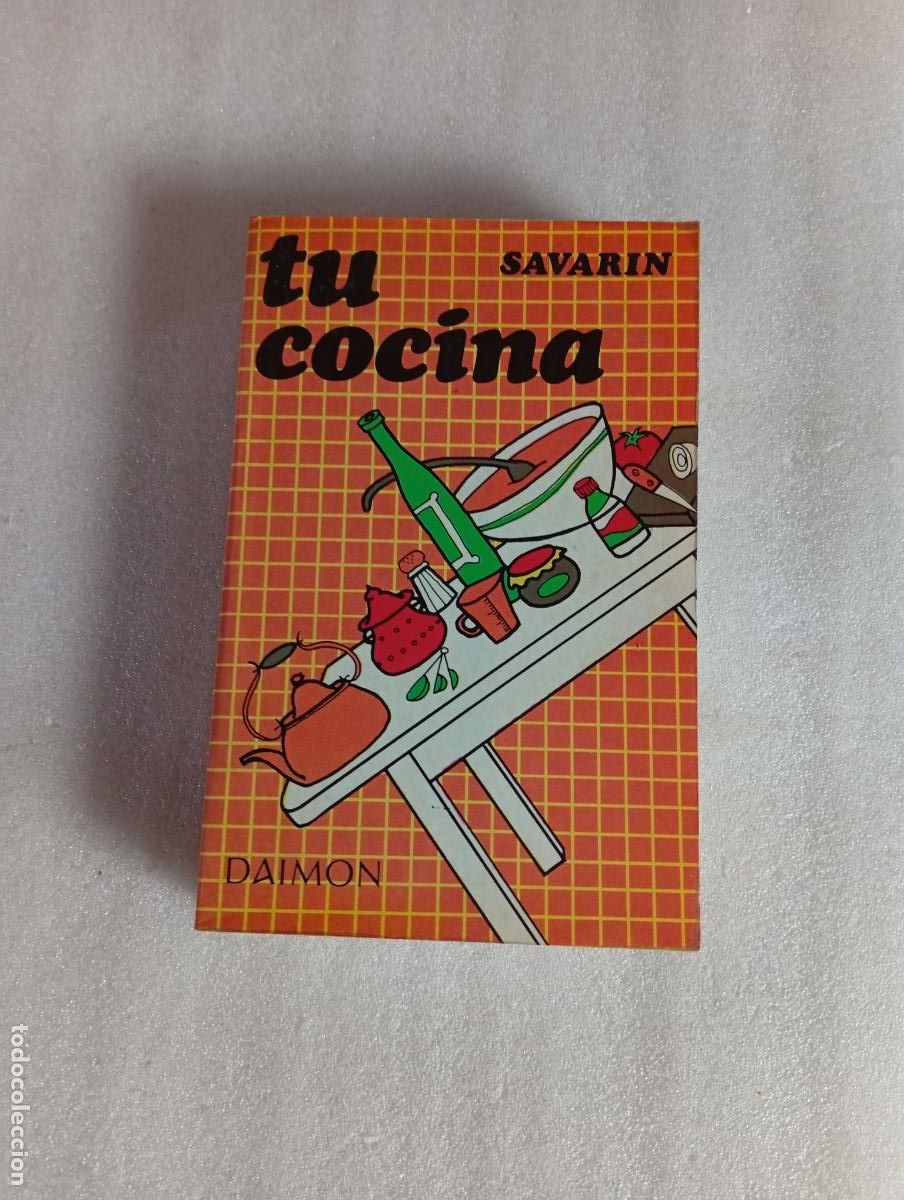 tu
SAVARIN
cocina
DAIMON
todocoleccion